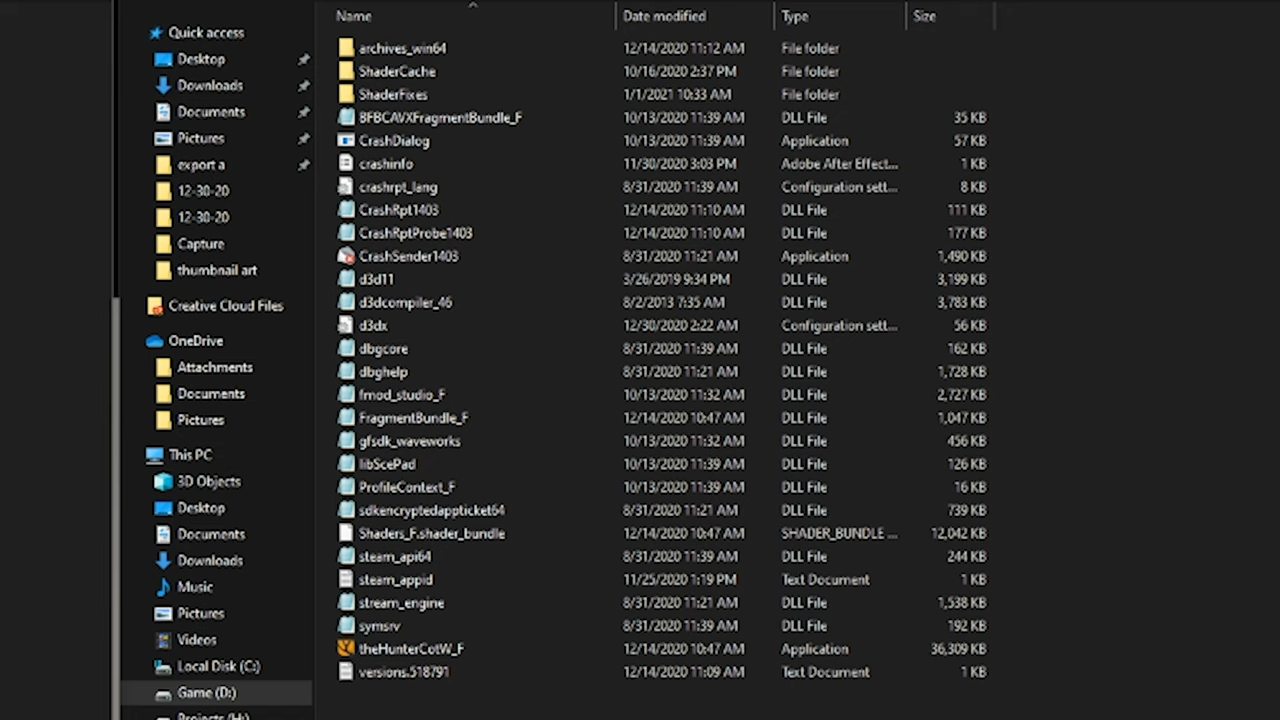 Name Date modified Type Size
Quick access
Desktop
Downloads
Documents
Pictures
export a
12-30-20
12-30-20
Capture
thumbnail art
Creative Cloud Files
OneDrive
Attachments
Documents
Pictures
This PC
3D Objects
Desktop
Documents
Downloads
Music
Pictures
Videos
Local Disk (C:)
Game (D:)
Projects (H:)
archives_win64 12/14/2020 11:12 AM File folder
ShaderCache 10/16/2020 2:37 PM File folder
ShaderFixes 1/1/2021 10:33 AM File folder
BFBCAVXFragmentBundle_F 10/13/2020 11:39 AM DLL File 35 KB
CrashDialog 10/13/2020 11:39 AM Application 57 KB
crashinfo 11/30/2020 3:03 PM Adobe After Effect... 1 KB
crashrpt_lang 8/31/2020 11:39 AM Configuration sett... 8 KB
CrashRpt1403 12/14/2020 11:10 AM DLL File 111 KB
CrashRptProbe1403 12/14/2020 11:10 AM DLL File 177 KB
CrashSender1403 8/31/2020 11:21 AM Application 1,490 KB
d3d11 3/26/2019 9:34 PM DLL File 3,199 KB
d3dcompiler_46 8/2/2013 7:35 AM DLL File 3,783 KB
d3dx 12/30/2020 2:22 AM Configuration sett... 56 KB
dbgcore 8/31/2020 11:39 AM DLL File 162 KB
dbghelp 8/31/2020 11:21 AM DLL File 1,728 KB
fmod_studio_F 10/13/2020 11:32 AM DLL File 2,727 KB
FragmentBundle_F 12/14/2020 10:47 AM DLL File 1,047 KB
gfsdk_waveworks 10/13/2020 11:32 AM DLL File 456 KB
libScePad 10/13/2020 11:39 AM DLL File 126 KB
ProfileContext_F 10/13/2020 11:39 AM DLL File 16 KB
sdkencryptedappticket64 8/31/2020 11:21 AM DLL File 739 KB
Shaders_F.shader_bundle 12/14/2020 10:47 AM SHADER_BUNDLE ... 12,042 KB
steam_api64 8/31/2020 11:39 AM DLL File 244 KB
steam_appid 11/25/2020 1:19 PM Text Document 1 KB
stream_engine 8/31/2020 11:21 AM DLL File 1,538 KB
symsrv 8/31/2020 11:39 AM DLL File 192 KB
theHunterCotW_F 12/14/2020 10:47 AM Application 36,309 KB
versions.518791 12/14/2020 11:09 AM Text Document 1 KB